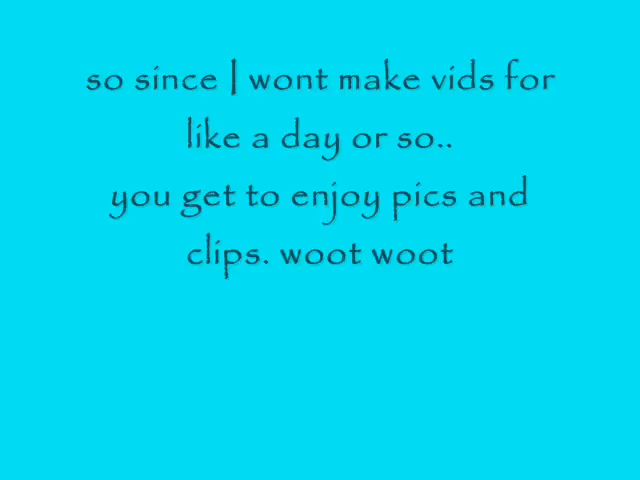 so since I wont make vids for
like a day or so..
you get to enjoy pics and
clips. woot woot